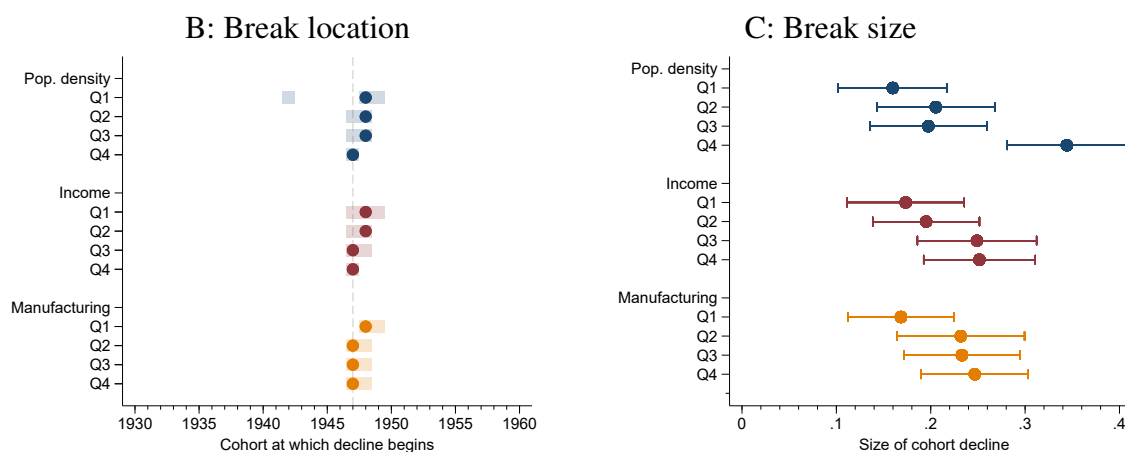 B: Break location
Pop. density
Q1
Q2
Q3
Q4
Income
Q1
Q2
Q3
Q4
Manufacturing
Q1
Q2
Q3
Q4
1930 1935 1940 1945 1950 1955 1960
Cohort at which decline begins
C: Break size
Pop. density
Q1
Q2
Q3
Q4
Income
Q1
Q2
Q3
Q4
Manufacturing
Q1
Q2
Q3
Q4
0 .1 .2 .3 .4
Size of cohort decline